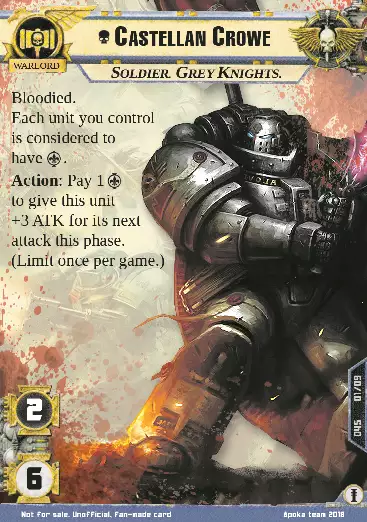 CASTELLAN CROWE
WARLORD
SOLDIER. GREY KNIGHTS.
Bloodied.
Each unit you control
is considered to
have .
Action: Pay 1
to give this unit
+3 ATK for its next
attack this phase.
(Limit once per game.)
2
6
045 01/09
Not for sale. Unofficial. Fan-made card
Apoka team 2018